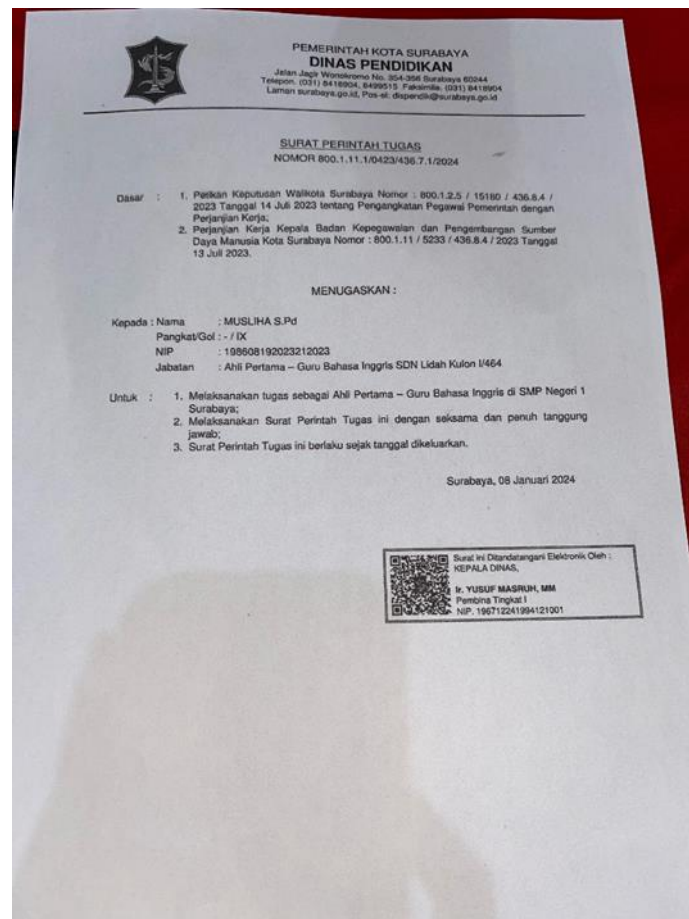 PEMERINTAH KOTA SURABAYA
DINAS PENDIDIKAN
Jalan Jagir Wonokromo No. 354-356 Surabaya 60244
Telepon. (031) 8418904, 8499515 Faksimile. (031) 8418904
Laman surabaya.go.id, Pos-el: dispendik@surabaya.go.id
SURAT PERINTAH TUGAS
NOMOR 800.1.11.1/0423/436.7.1/2024
Dasar : 1. Petikan Keputusan Walikota Surabaya Nomor : 800.1.2.5 / 15160 / 436.8.4 /
2023 Tanggal 14 Juli 2023 tentang Pengangkatan Pegawai Pemerintah dengan
Perjanjian Kerja;
2. Perjanjian Kerja Kepala Badan Kepegawaian dan Pengembangan Sumber
Daya Manusia Kota Surabaya Nomor : 800.1.11 / 5233 / 436.8.4 / 2023 Tanggal
13 Juli 2023.
MENUGASKAN :
Kepada : Nama : MUSLIHA S.Pd
Pangkat/Gol : - / IX
NIP : 198608192023212023
Jabatan : Ahli Pertama – Guru Bahasa Inggris SDN Lidah Kulon I/464
Untuk : 1. Melaksanakan tugas sebagai Ahli Pertama – Guru Bahasa Inggris di SMP Negeri 1
Surabaya;
2. Melaksanakan Surat Perintah Tugas ini dengan seksama dan penuh tanggung
jawab;
3. Surat Perintah Tugas ini berlaku sejak tanggal dikeluarkan.
Surabaya, 08 Januari 2024
Surat ini Ditandatangani Elektronik Oleh :
KEPALA DINAS,
Ir. YUSUF MASRUH, MM
Pembina Tingkat I
NIP. 196712241994121001